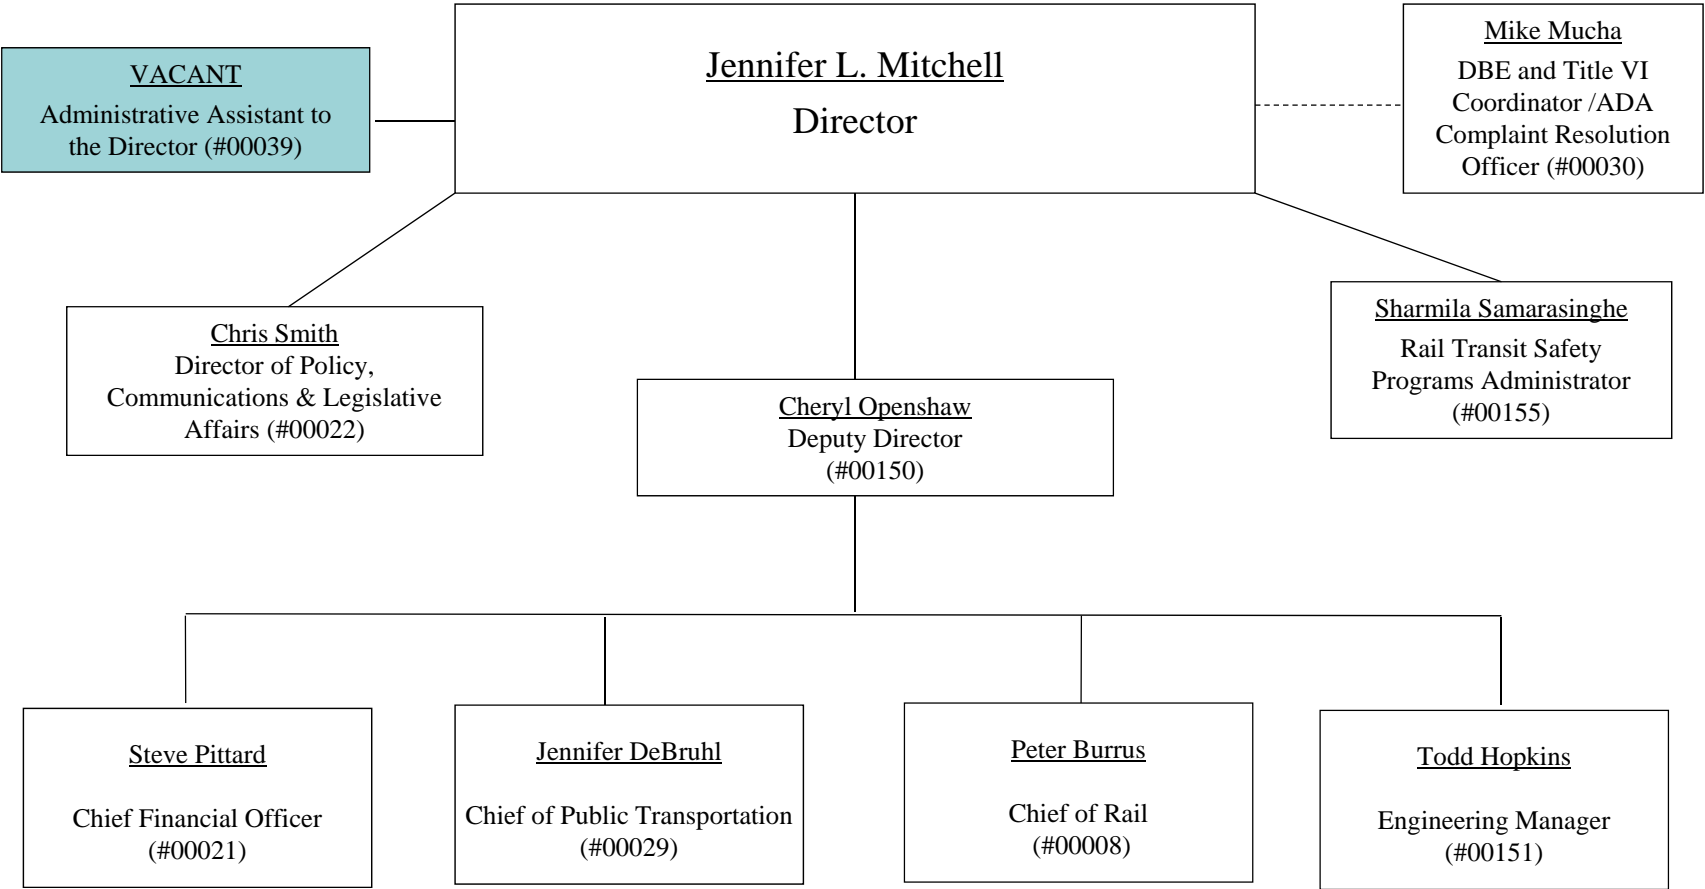 VACANT
Administrative Assistant to
the Director (#00039)
Jennifer L. Mitchell
Director
Mike Mucha
DBE and Title VI
Coordinator /ADA
Complaint Resolution
Officer (#00030)
Chris Smith
Director of Policy,
Communications & Legislative
Affairs (#00022)
Cheryl Openshaw
Deputy Director
(#00150)
Sharmila Samarasinghe
Rail Transit Safety
Programs Administrator
(#00155)
Steve Pittard
Chief Financial Officer
(#00021)
Jennifer DeBruhl
Chief of Public Transportation
(#00029)
Peter Burrus
Chief of Rail
(#00008)
Todd Hopkins
Engineering Manager
(#00151)